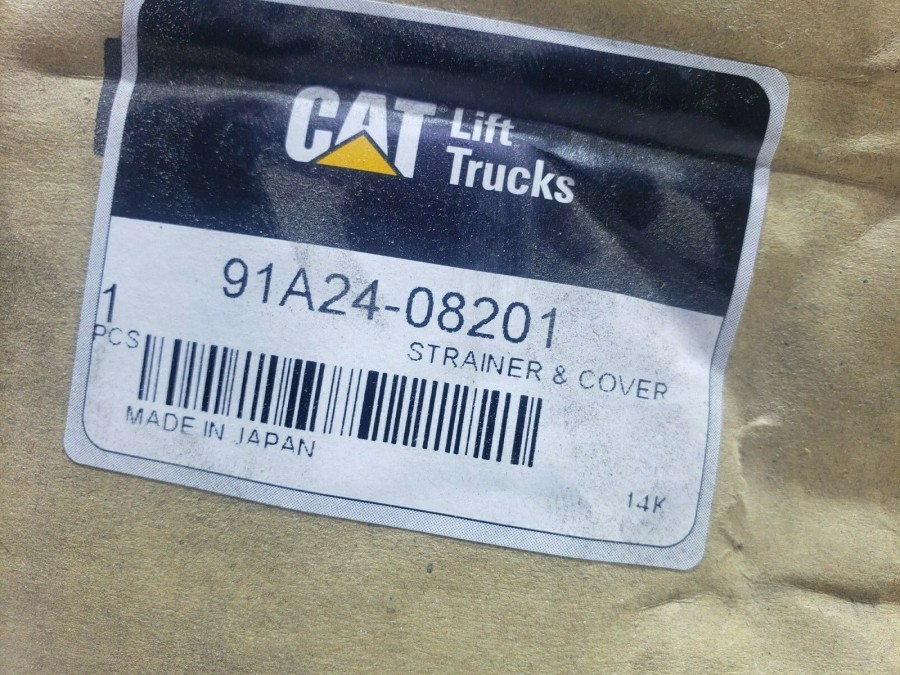 CAT Lift
Trucks
91A24-08201
1
PCS
STRAINER & COVER
MADE IN JAPAN
14K